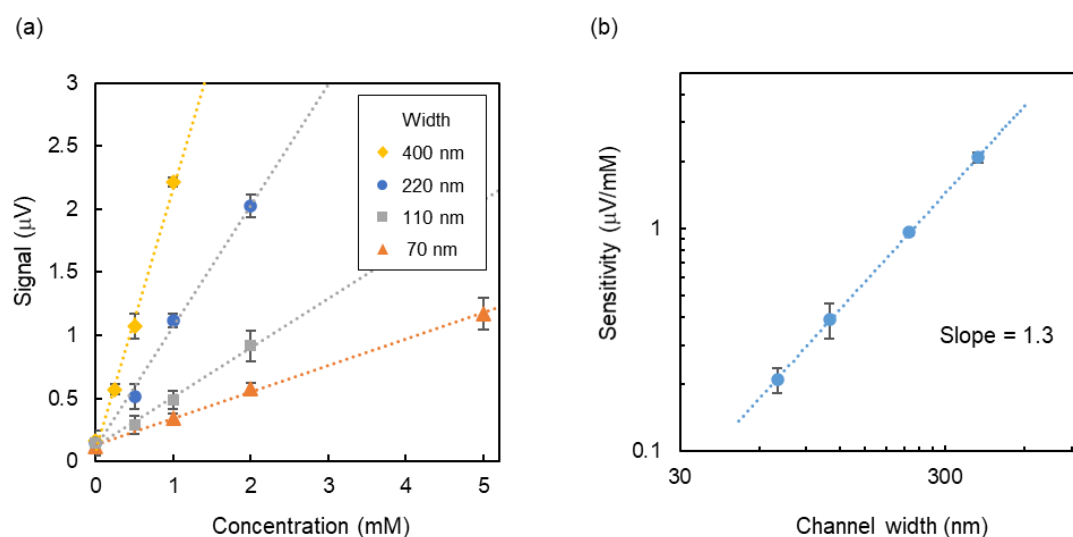 (a)
3
2.5
2
1.5
1
0.5
0
Signal (μV)
0 1 2 3 4 5
Concentration (mM)
Width
400 nm
220 nm
110 nm
70 nm
(b)
1
0.1
Sensitivity (μV/mM)
Slope = 1.3
30 300
Channel width (nm)